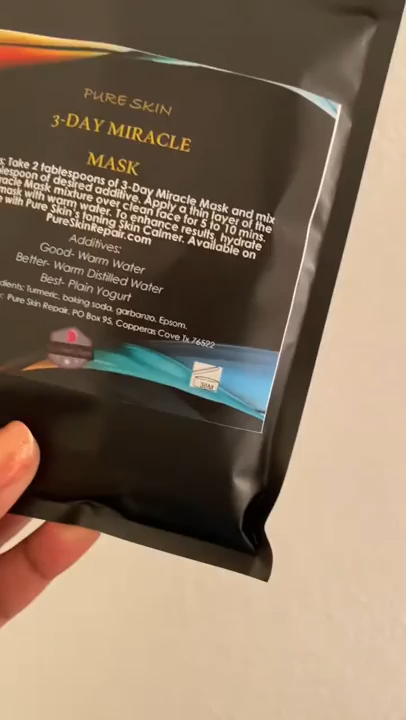 PURE SKIN
3-DAY MIRACLE
MASK
s: Take 2 tablespoons of 3-Day Miracle Mask and mix
lespoon of desired additive. Apply a thin layer of the
racle Mask mixture over clean face for 5 to 10 mins.
mask with warm water. To enhance results, hydrate
e with Pure Skin's Toning Skin Calmer. Available on
PureSkinRepair.com
Additives:
Good- Warm Water
Better- Warm Distilled Water
Best- Plain Yogurt
dients: Turmeric, baking soda, garbanzo, Epsom.
: Pure Skin Repair, PO Box 95, Copperas Cove Tx 76522